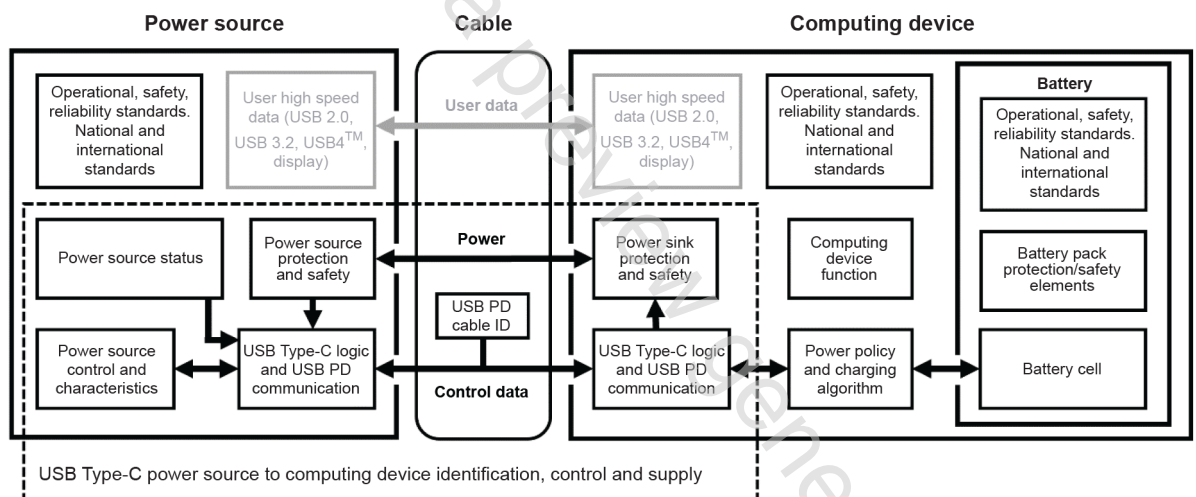 Power source
Cable
Computing device
Operational, safety,
reliability standards.
National and
international
standards
User high speed
data (USB 2.0,
USB 3.2, USB4™,
display)
User data
User high speed
data (USB 2.0,
USB 3.2, USB4™,
display)
Operational, safety,
reliability standards.
National and
international
standards
Battery
Operational, safety,
reliability standards.
National and
international
standards
Power source status
Power source
protection
and safety
Power
Power sink
protection
and safety
Computing
device
function
Battery pack
protection/safety
elements
USB PD
cable ID
Power source
control and
characteristics
USB Type-C logic
and USB PD
communication
Control data
USB Type-C logic
and USB PD
communication
Power policy
and charging
algorithm
Battery cell
USB Type-C power source to computing device identification, control and supply
a preview gene